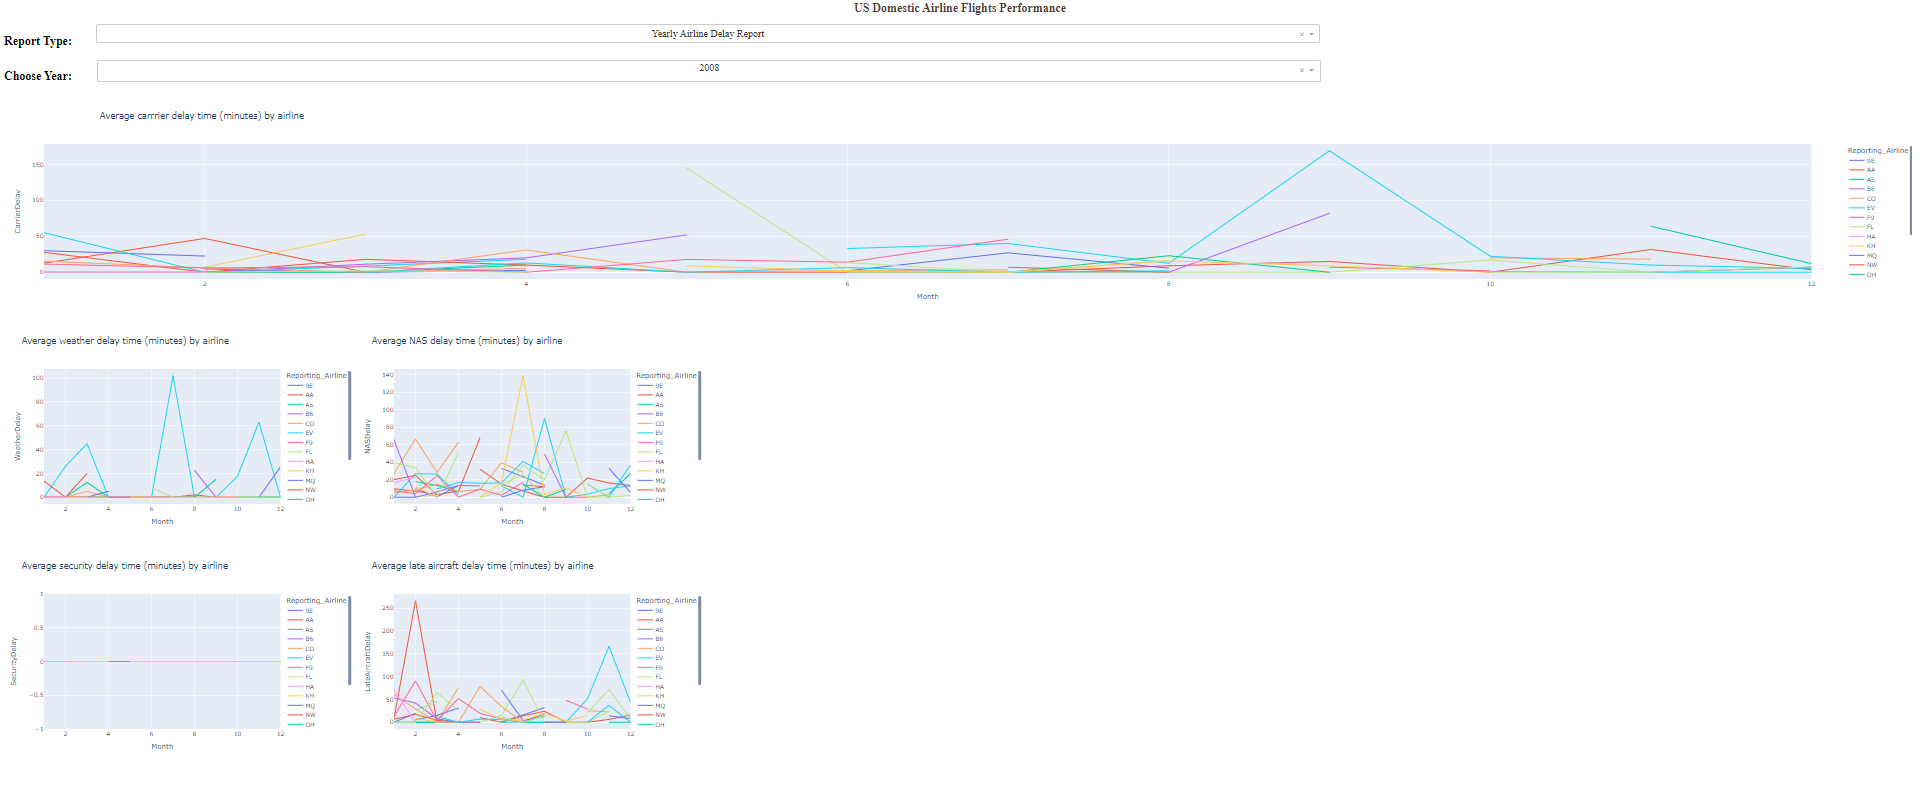 US Domestic Airline Flights Performance
Report Type:
Yearly Airline Delay Report
Choose Year:
2008
Average carrrier delay time (minutes) by airline
CarrierDelay
150
100
50
0
2
4
6
8
10
12
Month
Reporting_Airline
9E
AA
AS
B6
CO
EV
F9
FL
HA
KH
MQ
NW
OH
Average weather delay time (minutes) by airline
WeatherDelay
100
80
60
40
20
0
2
4
6
8
10
12
Month
Reporting_Airline
9E
AA
AS
B6
CO
EV
F9
FL
HA
KH
MQ
NW
OH
Average NAS delay time (minutes) by airline
NASDelay
140
120
100
80
60
40
20
0
2
4
6
8
10
12
Month
Reporting_Airline
9E
AA
AS
B6
CO
EV
F9
FL
HA
KH
MQ
NW
OH
Average security delay time (minutes) by airline
SecurityDelay
1
0.5
0
−0.5
−1
2
4
6
8
10
12
Month
Reporting_Airline
9E
AA
AS
B6
CO
EV
F9
FL
HA
KH
MQ
NW
OH
Average late aircraft delay time (minutes) by airline
LateAircraftDelay
250
200
150
100
50
0
2
4
6
8
10
12
Month
Reporting_Airline
9E
AA
AS
B6
CO
EV
F9
FL
HA
KH
MQ
NW
OH